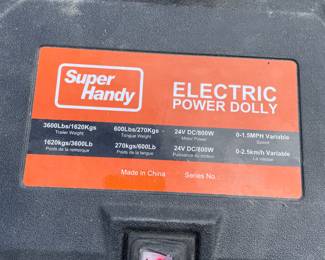 Super
Handy
ELECTRIC
POWER DOLLY
3600Lbs/1620Kgs 600Lbs/270Kgs 24V DC/800W 0-1.5MPH Variable
Trailer Weight Tongue Weight Motor Power Speed
1620kgs/3600Lb 270kgs/600Lb 24V DC/800W 0-2.5km/h Variable
Poids de la remorque Poids de la langue Puissance du moteur La vitesse
Made in China Series No.